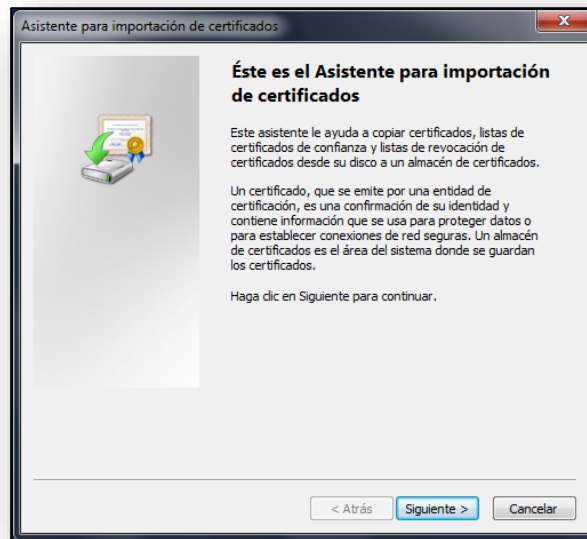 Asistente para importación de certificados
Éste es el Asistente para importación
de certificados
Este asistente le ayuda a copiar certificados, listas de
certificados de confianza y listas de revocación de
certificados desde su disco a un almacén de certificados.
Un certificado, que se emite por una entidad de
certificación, es una confirmación de su identidad y
contiene información que se usa para proteger datos o
para establecer conexiones de red seguras. Un almacén
de certificados es el área del sistema donde se guardan
los certificados.
Haga clic en Siguiente para continuar.
< Atrás Siguiente > Cancelar